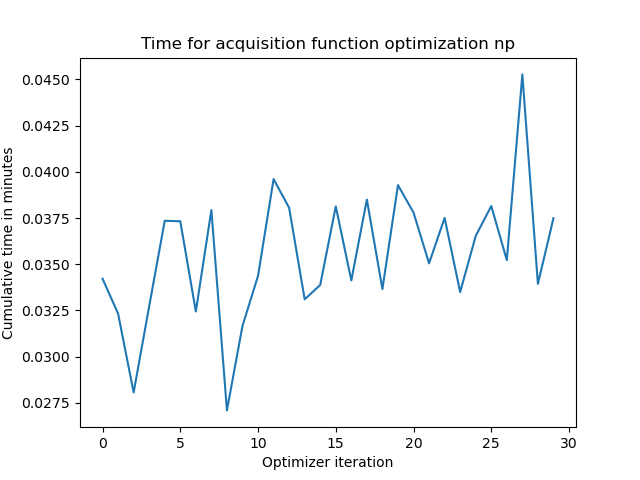 Time for acquisition function optimization np
Cumulative time in minutes
0.0450
0.0425
0.0400
0.0375
0.0350
0.0325
0.0300
0.0275
0 5 10 15 20 25 30
Optimizer iteration